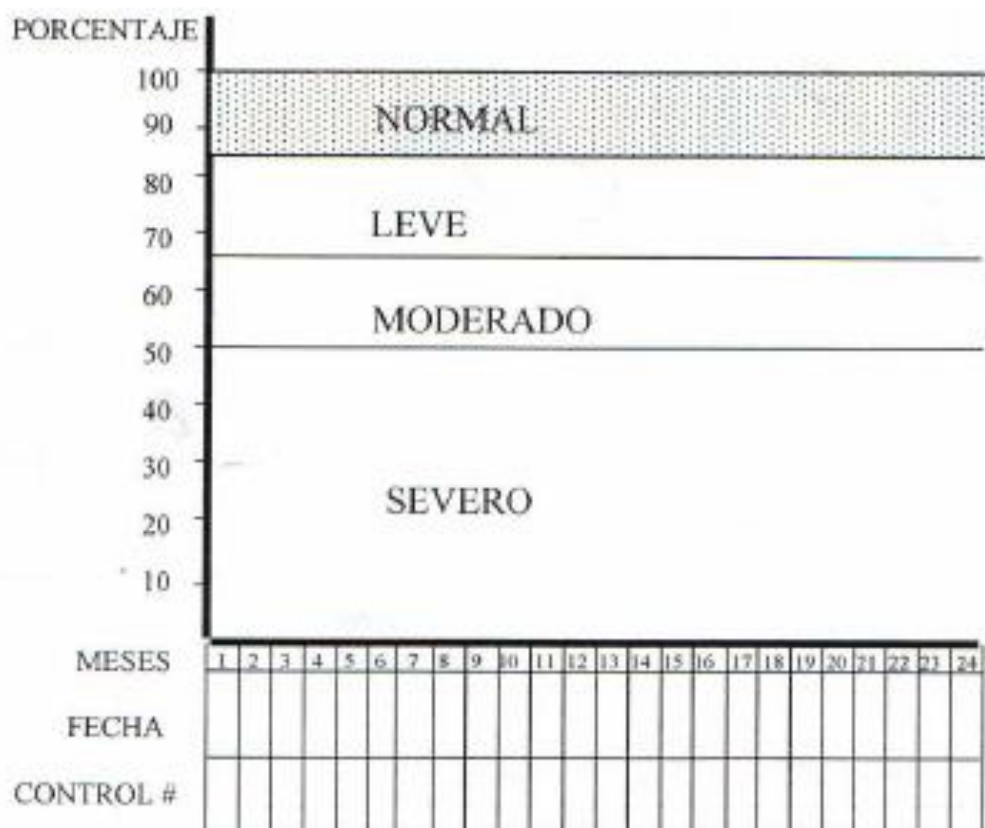 PORCENTAJE
100
NORMAL
90
80
LEVE
70
60
MODERADO
50
40
30
SEVERO
20
10
MESES 1 2 3 4 5 6 7 8 9 10 11 12 13 14 15 16 17 18 19 20 21 22 23 24
FECHA
CONTROL #